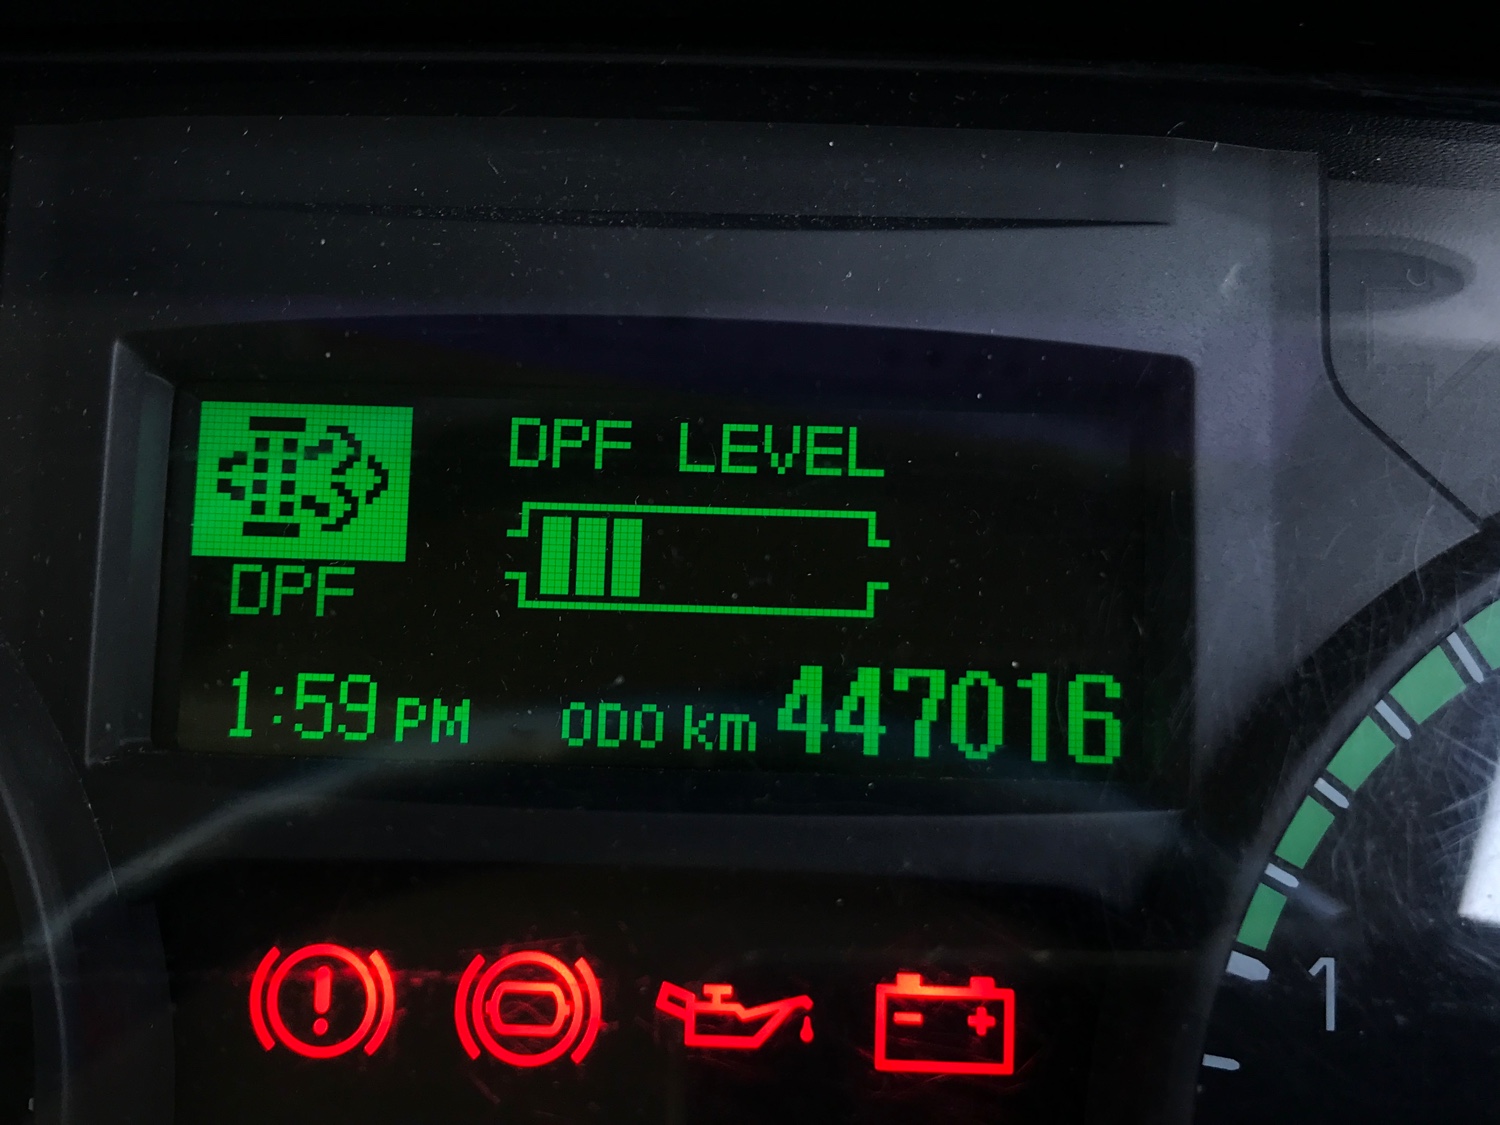 DPF LEVEL
DPF
1:59 PM ODO km 447016
1